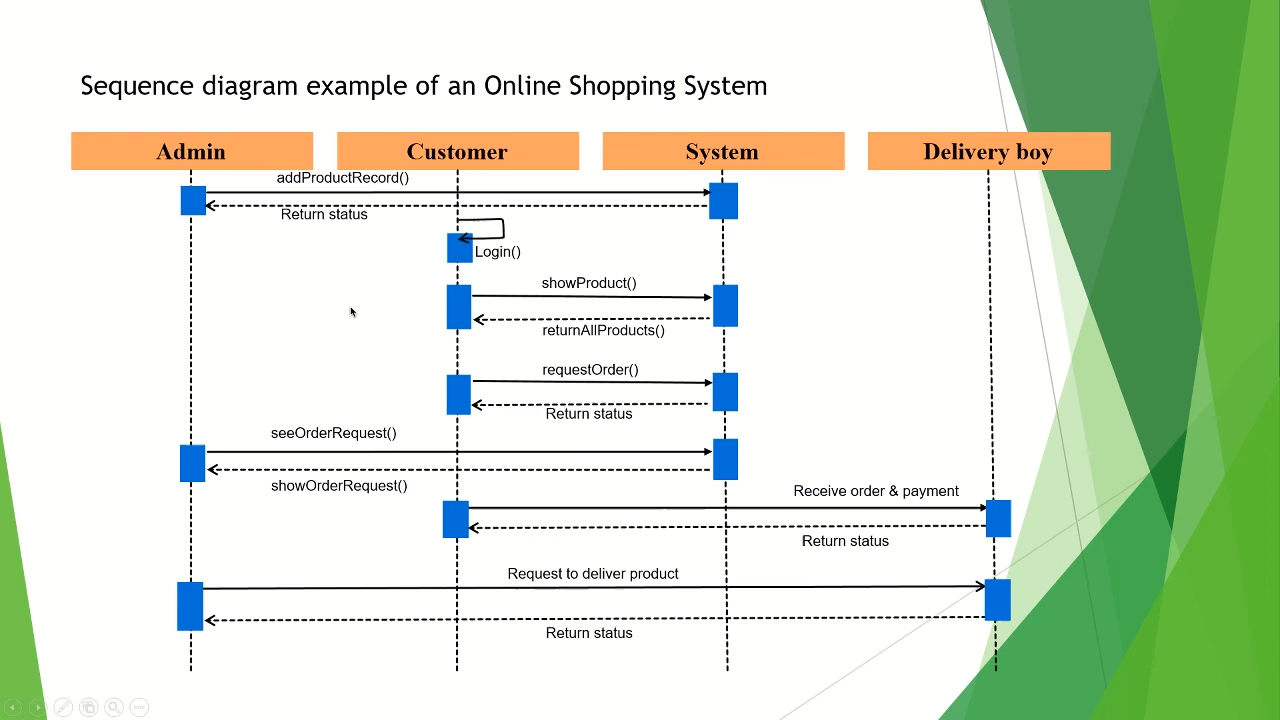 Sequence diagram example of an Online Shopping System
Admin
Customer
System
Delivery boy
addProductRecord()
Return status
Login()
showProduct()
returnAllProducts()
requestOrder()
Return status
seeOrderRequest()
showOrderRequest()
Receive order & payment
Return status
Request to deliver product
Return status